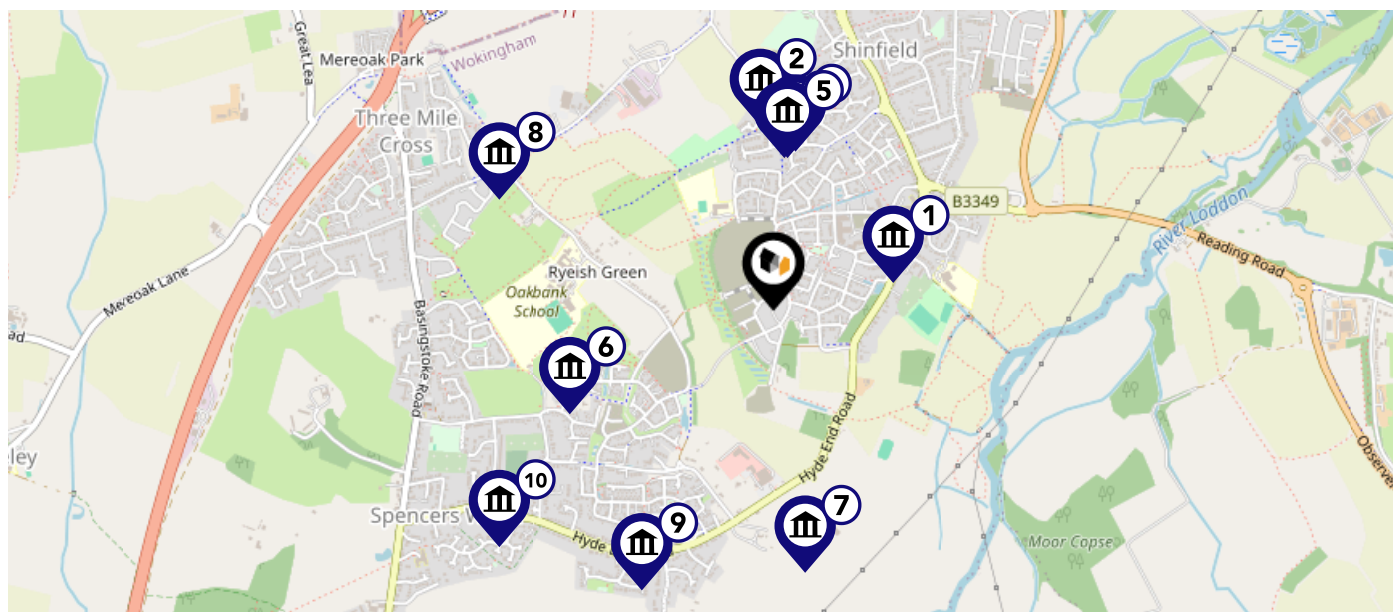 Great Lea
Mereoak Park
Wokingham
Shinfield
2
5
Three Mile
Cross
8
B3349
1
River Loddon
Reading Road
Mereoak Lane
Ryeish Green
Oakbank
School
Basingstoke Road
6
Hyde End Road
10
7
9
Spencers W
Hyde
Moor Copse
Observer
ley
ad